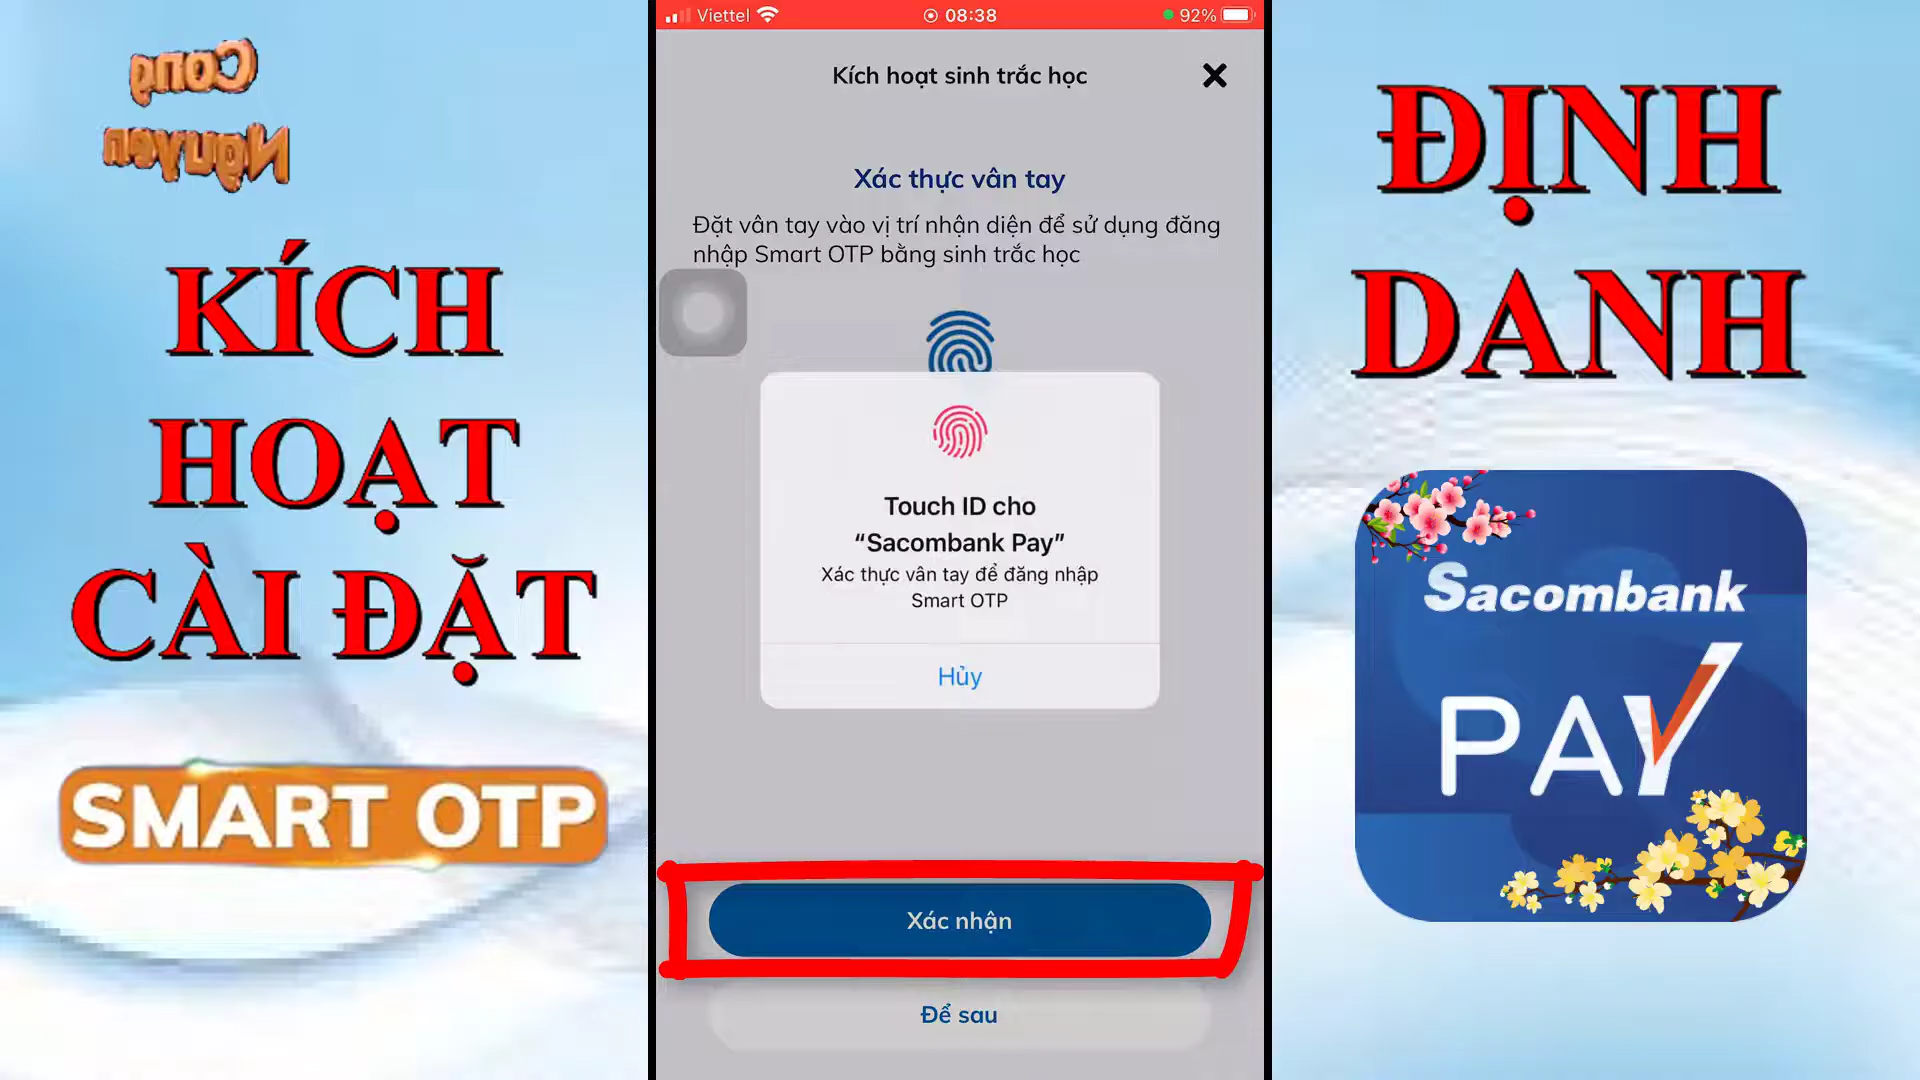 Cong
Nguyen
KÍCH
HOẠT
CÀI ĐẶT
SMART OTP
Viettel
08:38
92%
Kích hoạt sinh trắc học
Xác thực vân tay
Đặt vân tay vào vị trí nhận diện để sử dụng đăng
nhập Smart OTP bằng sinh trắc học
Touch ID cho
“Sacombank Pay”
Xác thực vân tay để đăng nhập
Smart OTP
Hủy
Xác nhận
Để sau
ĐỊNH
DANH
Sacombank
PAY